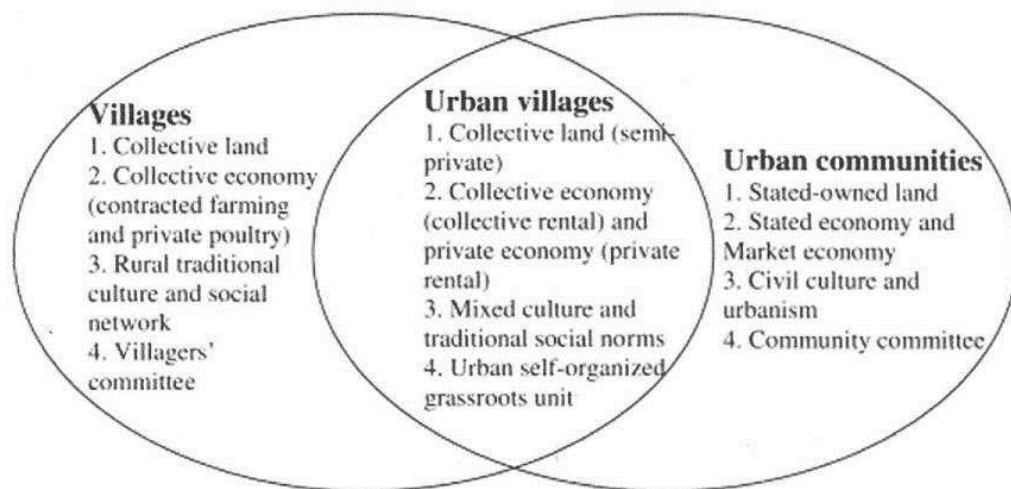 Villages
1. Collective land
2. Collective economy
(contracted farming
and private poultry)
3. Rural traditional
culture and social
network
4. Villagers'
committee
Urban villages
1. Collective land (semi-
private)
2. Collective economy
(collective rental) and
private economy (private
rental)
3. Mixed culture and
traditional social norms
4. Urban self-organized
grassroots unit
Urban communities
1. Stated-owned land
2. Stated economy and
Market economy
3. Civil culture and
urbanism
4. Community committee